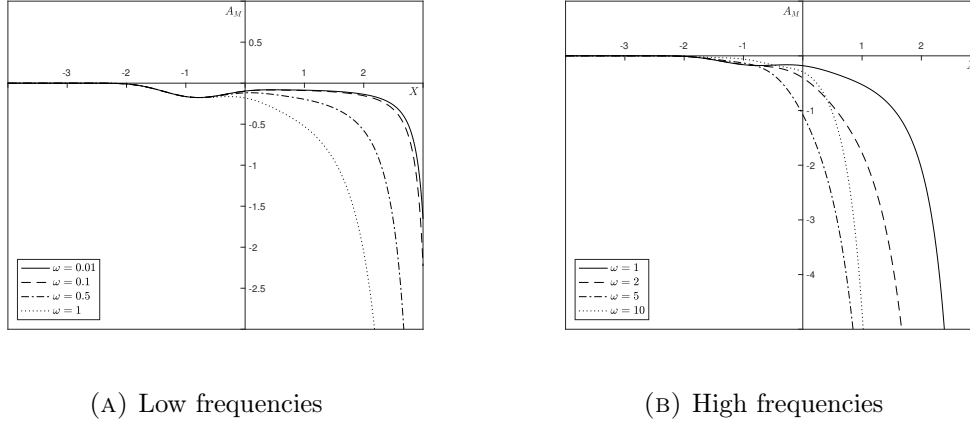 A_M
0.5
-3 -2 -1 0 1 2
X
-0.5
-1
-1.5
-2
-2.5
ω = 0.01
ω = 0.1
ω = 0.5
ω = 1
(A) Low frequencies
A_M
-3 -2 -1 0 1 2
-1
-2
-3
-4
ω = 1
ω = 2
ω = 5
ω = 10
(B) High frequencies